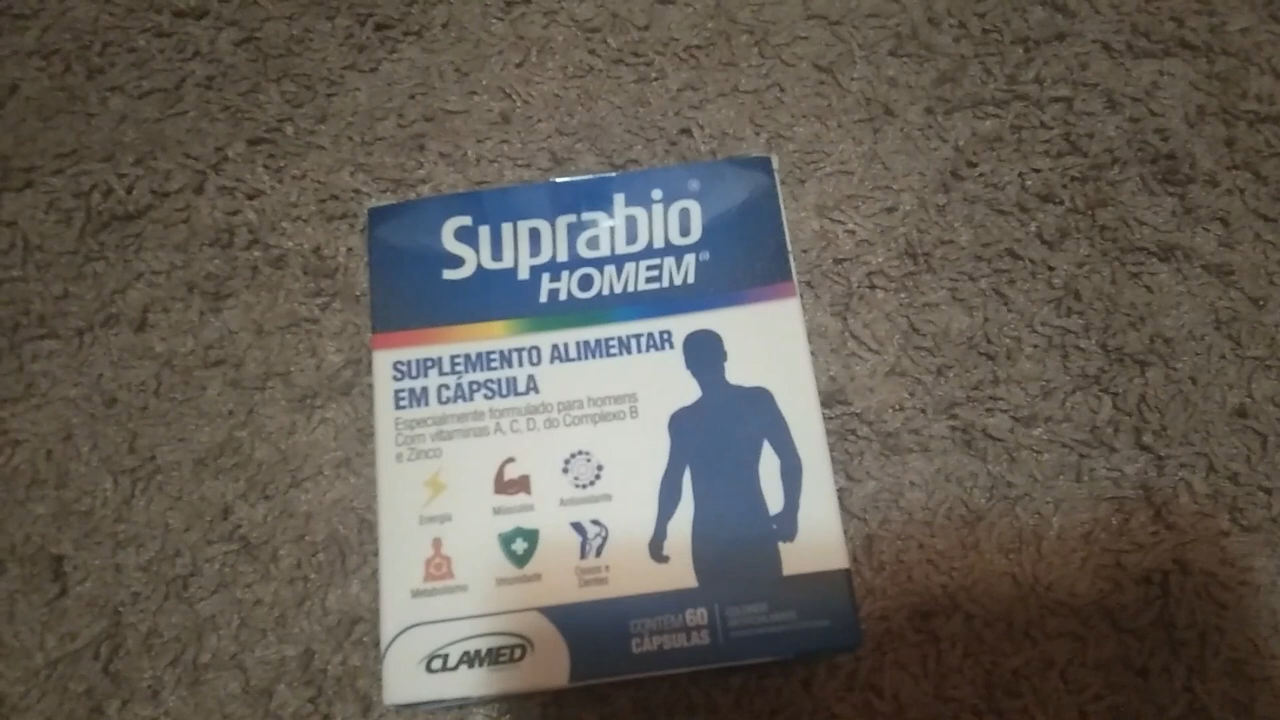 Suprabio®
HOMEM®
SUPLEMENTO ALIMENTAR
EM CÁPSULA
Especialmente formulado para homens
Com vitaminas A, C, D, do Complexo B
e Zinco
Energia
Músculos
Antioxidante
Metabolismo
Imunidade
Ossos e
Dentes
CLAMED
CONTÉM 60
CÁPSULAS